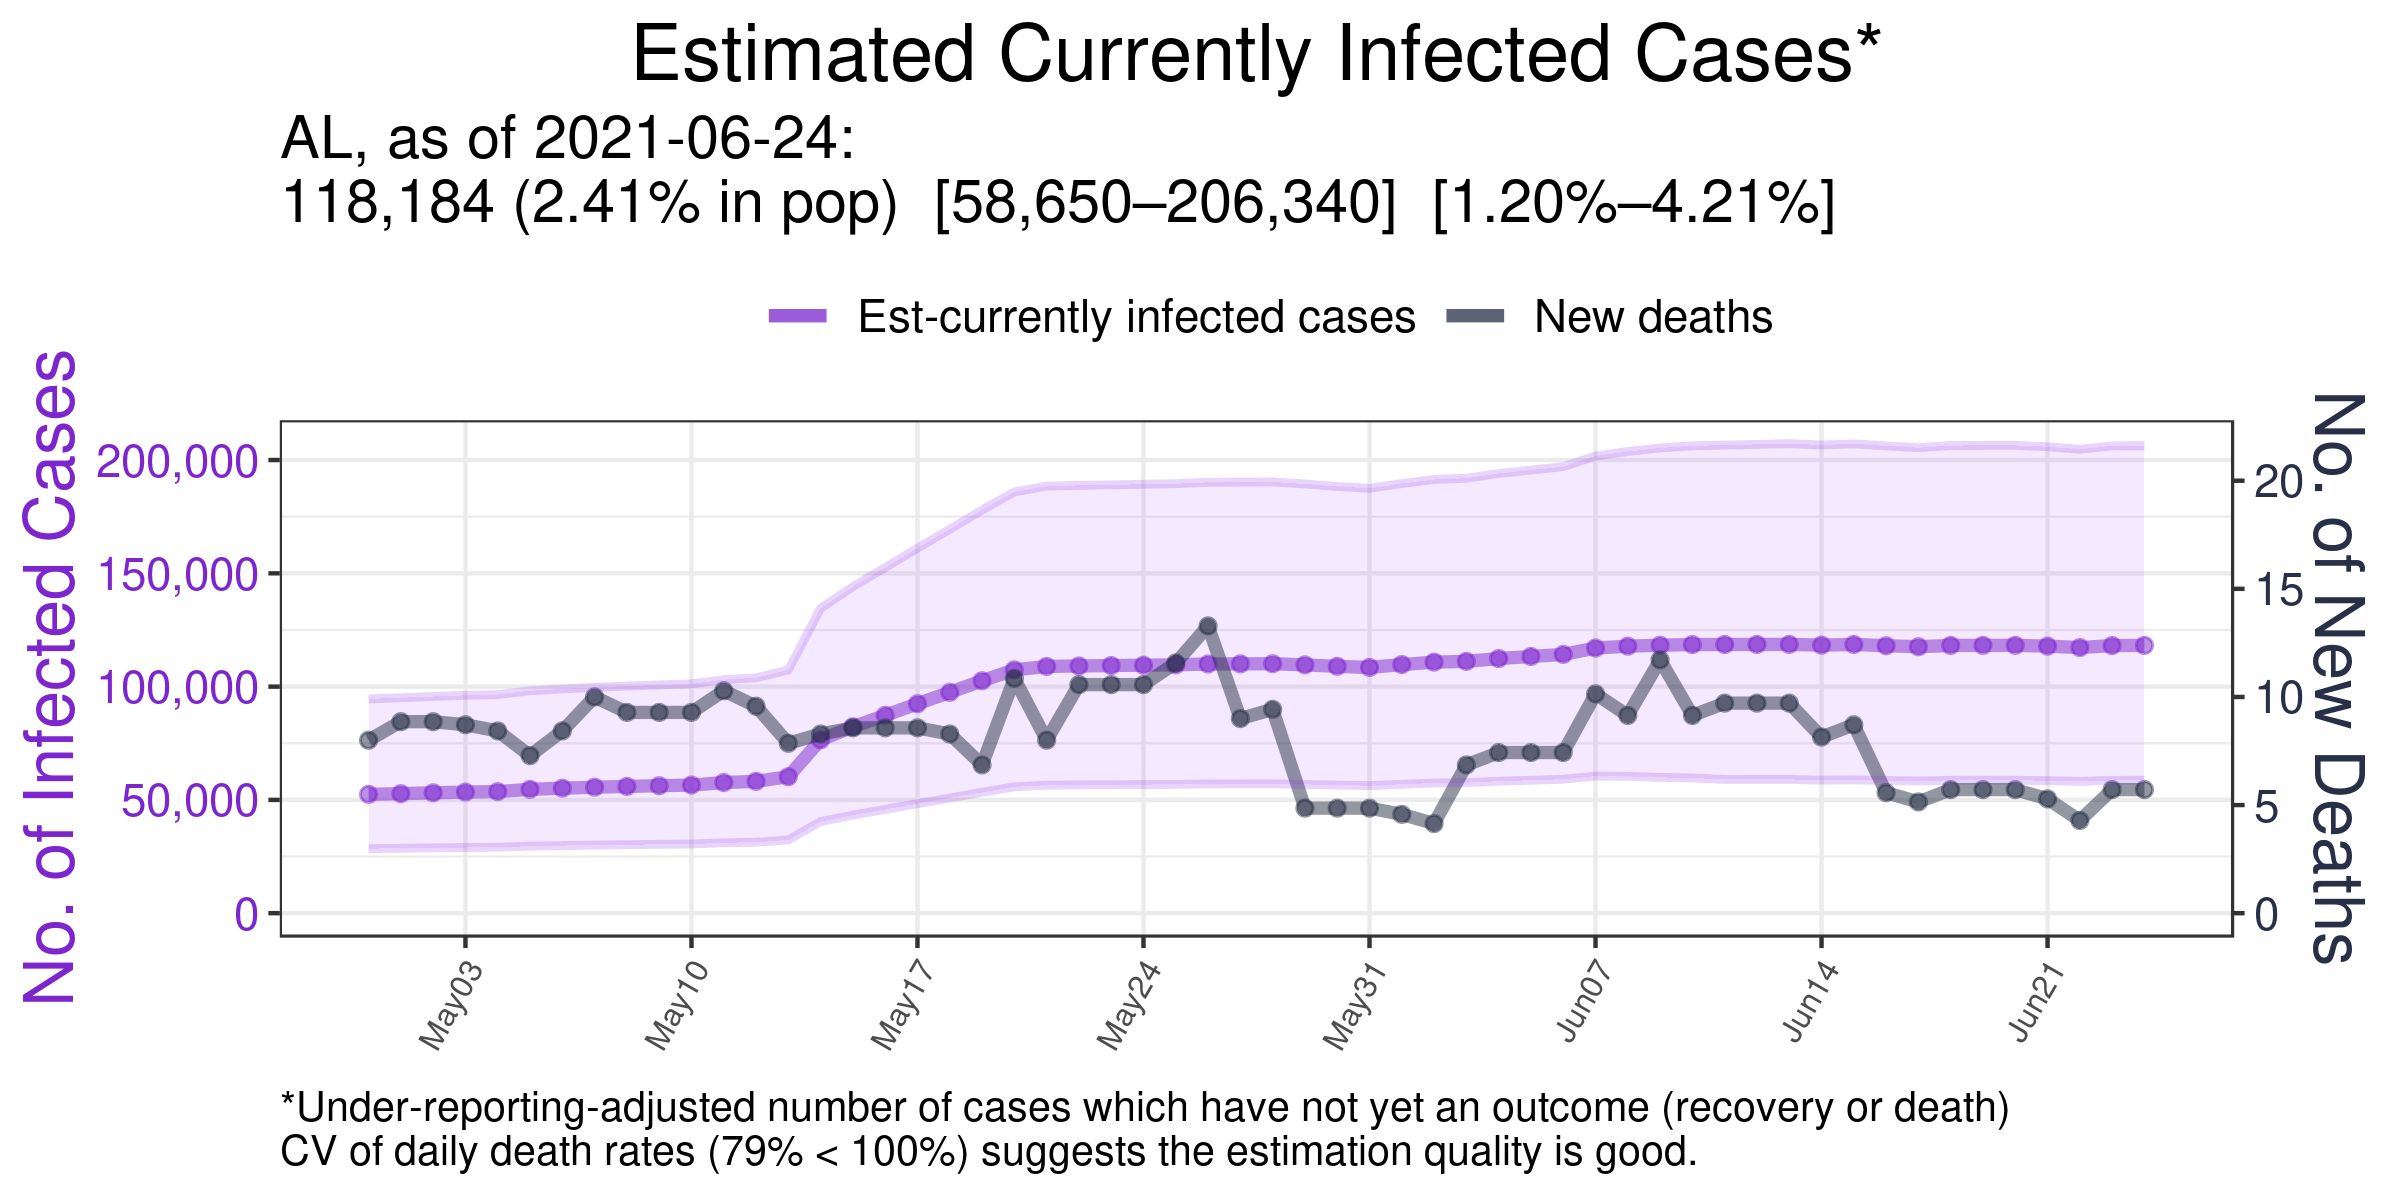 Estimated Currently Infected Cases*
AL, as of 2021-06-24:
118,184 (2.41% in pop)  [58,650–206,340]  [1.20%–4.21%]
Est-currently infected cases
New deaths
No. of Infected Cases
200,000
150,000
100,000
50,000
0
No. of New Deaths
20
15
10
5
0
May03
May10
May17
May24
May31
Jun07
Jun14
Jun21
*Under-reporting-adjusted number of cases which have not yet an outcome (recovery or death)
CV of daily death rates (79% < 100%) suggests the estimation quality is good.